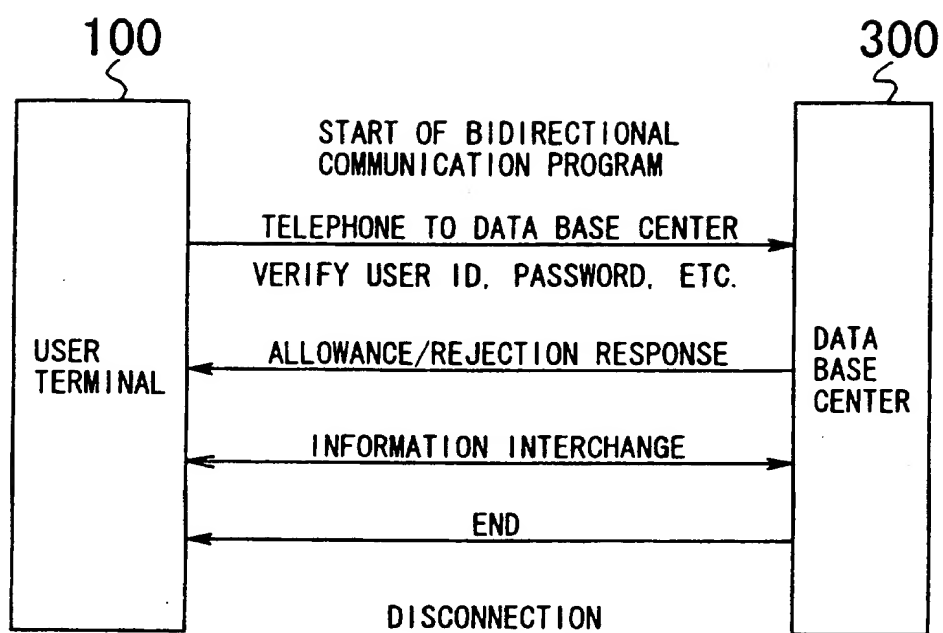 100
300
START OF BIDIRECTIONAL
COMMUNICATION PROGRAM
TELEPHONE TO DATA BASE CENTER
VERIFY USER ID, PASSWORD, ETC.
USER
TERMINAL
ALLOWANCE/REJECTION RESPONSE
DATA
BASE
CENTER
INFORMATION INTERCHANGE
END
DISCONNECTION